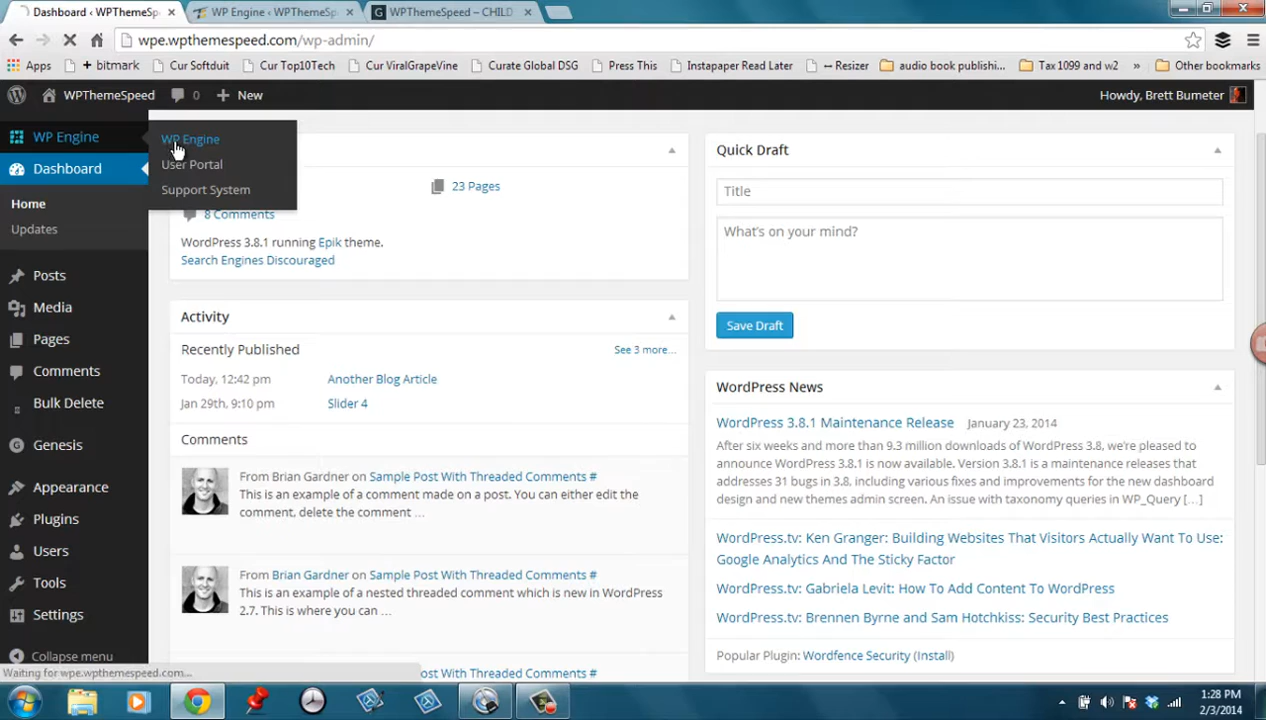 Dashboard ‹ WPThemeSp
WP Engine ‹ WPThemeSp
WPThemeSpeed – CHILD
wpe.wpthemespeed.com/wp-admin/
Apps + bitmark Cur Softduit Cur Top10Tech Cur ViralGrapeVine Curate Global DSG Press This Instapaper Read Later ↔ Resizer audio book publishi... Tax 1099 and w2 » Other bookmarks
WPThemeSpeed 0 + New Howdy, Brett Bumeter
WP Engine
Dashboard
Home
Updates
Posts
Media
Pages
Comments
Bulk Delete
Genesis
Appearance
Plugins
Users
Tools
Settings
Collapse menu
WP Engine
User Portal
Support System
23 Pages
8 Comments
WordPress 3.8.1 running Epik theme.
Search Engines Discouraged
Activity
Recently Published See 3 more...
Today, 12:42 pm Another Blog Article
Jan 29th, 9:10 pm Slider 4
Comments
From Brian Gardner on Sample Post With Threaded Comments #
This is an example of a comment made on a post. You can either edit the
comment, delete the comment ...
From Brian Gardner on Sample Post With Threaded Comments #
This is an example of a nested threaded comment which is new in WordPress
2.7. This is where you can ...
ost With Threaded Comments #
Quick Draft
Title
What's on your mind?
Save Draft
WordPress News
WordPress 3.8.1 Maintenance Release January 23, 2014
After six weeks and more than 9.3 million downloads of WordPress 3.8, we're pleased to
announce WordPress 3.8.1 is now available. Version 3.8.1 is a maintenance releases that
addresses 31 bugs in 3.8, including various fixes and improvements for the new dashboard
design and new themes admin screen. An issue with taxonomy queries in WP_Query [...]
WordPress.tv: Ken Granger: Building Websites That Visitors Actually Want To Use:
Google Analytics And The Sticky Factor
WordPress.tv: Gabriela Levit: How To Add Content To WordPress
WordPress.tv: Brennen Byrne and Sam Hotchkiss: Security Best Practices
Popular Plugin: Wordfence Security (Install)
Waiting for wpe.wpthemespeed.com...
1:28 PM
2/3/2014